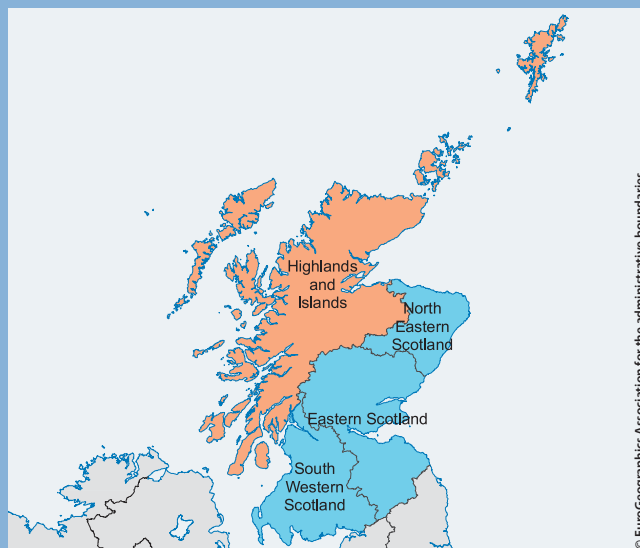 Highlands
and
Islands
North
Eastern
Scotland
Eastern Scotland
South
Western
Scotland
© EuroGeographics Association for the administrative boundaries